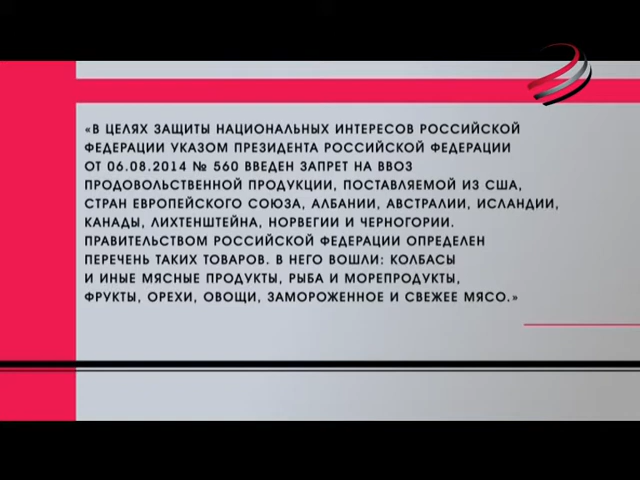 «В ЦЕЛЯХ ЗАЩИТЫ НАЦИОНАЛЬНЫХ ИНТЕРЕСОВ РОССИЙСКОЙ
ФЕДЕРАЦИИ УКАЗОМ ПРЕЗИДЕНТА РОССИЙСКОЙ ФЕДЕРАЦИИ
ОТ 06.08.2014 № 560 ВВЕДЕН ЗАПРЕТ НА ВВОЗ
ПРОДОВОЛЬСТВЕННОЙ ПРОДУКЦИИ, ПОСТАВЛЯЕМОЙ ИЗ США,
СТРАН ЕВРОПЕЙСКОГО СОЮЗА, АЛБАНИИ, АВСТРАЛИИ, ИСЛАНДИИ,
КАНАДЫ, ЛИХТЕНШТЕЙНА, НОРВЕГИИ И ЧЕРНОГОРИИ.
ПРАВИТЕЛЬСТВОМ РОССИЙСКОЙ ФЕДЕРАЦИИ ОПРЕДЕЛЕН
ПЕРЕЧЕНЬ ТАКИХ ТОВАРОВ. В НЕГО ВОШЛИ: КОЛБАСЫ
И ИНЫЕ МЯСНЫЕ ПРОДУКТЫ, РЫБА И МОРЕПРОДУКТЫ,
ФРУКТЫ, ОРЕХИ, ОВОЩИ, ЗАМОРОЖЕННОЕ И СВЕЖЕЕ МЯСО.»